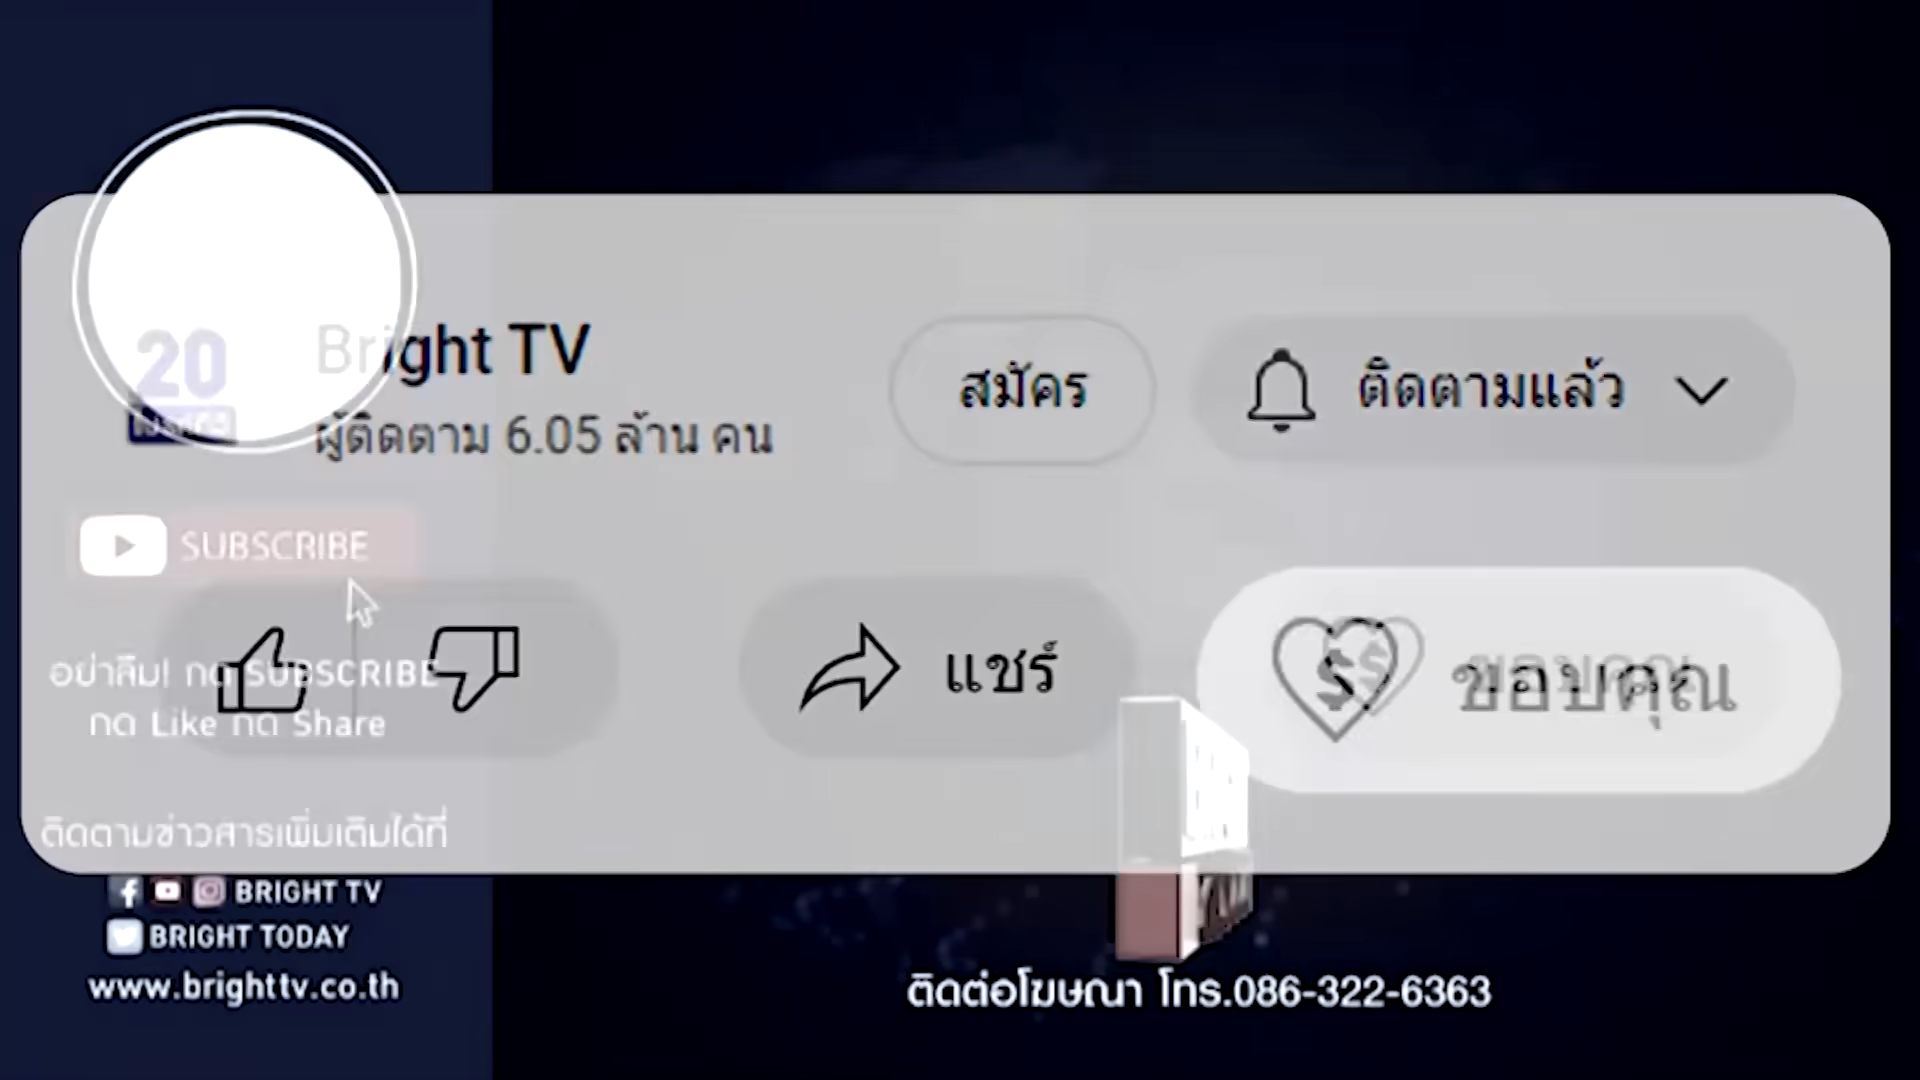 20
Bright TV
ผู้ติดตาม 6.05 ล้าน คน
สมัคร
ติดตามแล้ว
SUBSCRIBE
แชร์
ขอบคุณ
อย่าลืม! กด SUBSCRIBE
กด Like กด Share
ติดตามข่าวสารเพิ่มเติมได้ที่
BRIGHT TV
BRIGHT TODAY
www.brighttv.co.th
ติดต่อโฆษณา โทร.086-322-6363